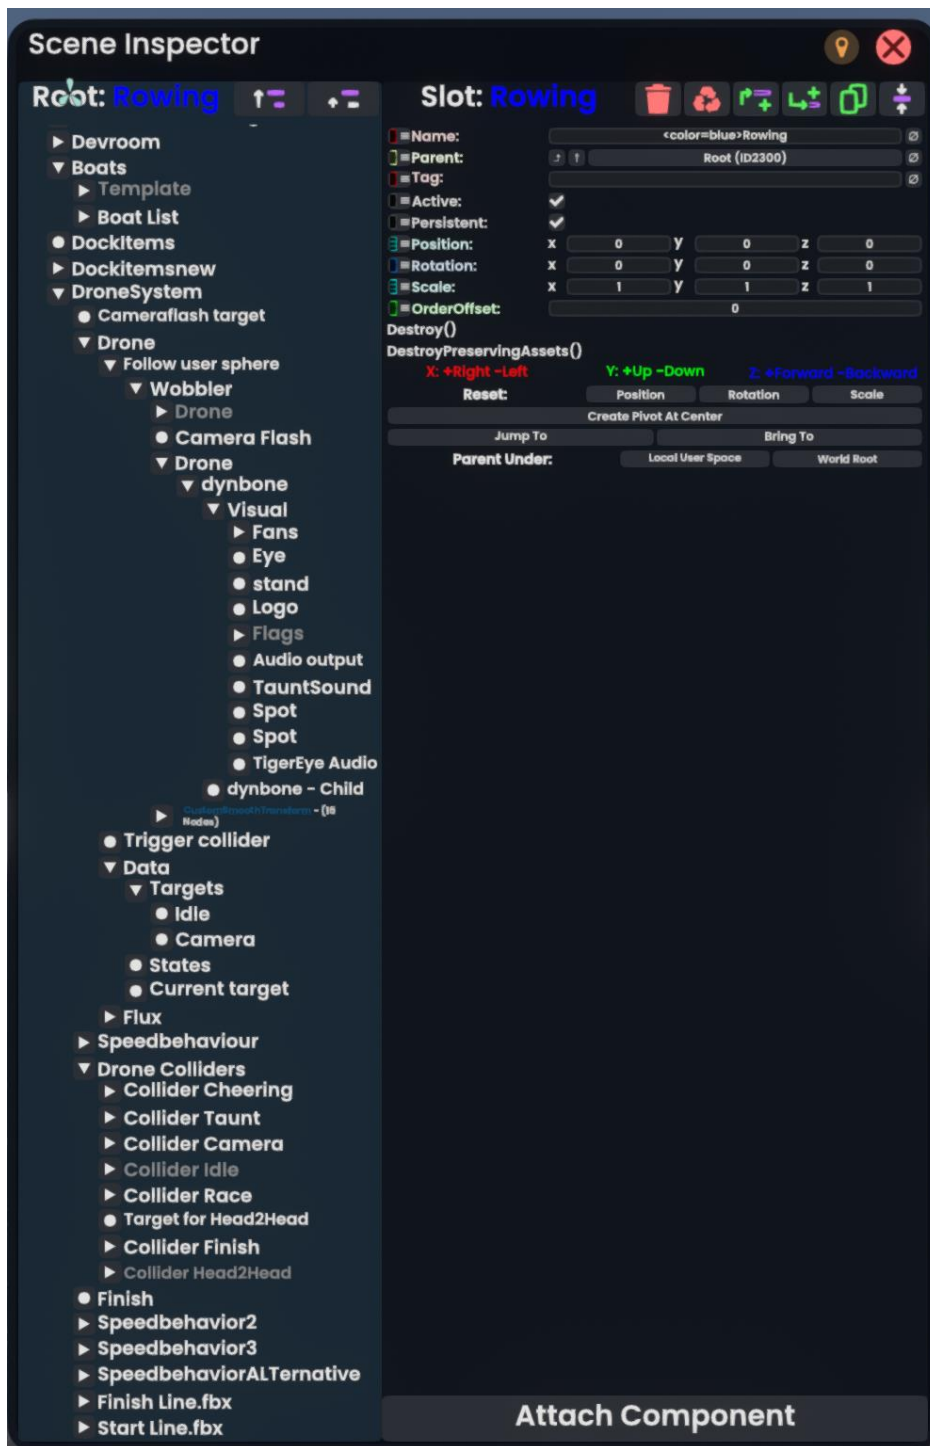 Scene Inspector
Root: Rowing
Devroom
Boats
Template
Boat List
DockItems
Dockitemsnew
DroneSystem
Cameraflash target
Drone
Follow user sphere
Wobbler
Drone
Camera Flash
Drone
dynbone
Visual
Fans
Eye
stand
Logo
Flags
Audio output
TauntSound
Spot
Spot
TigerEye Audio
dynbone - Child
CustomSmoothTransform - (16
Nodes)
Trigger collider
Data
Targets
Idle
Camera
States
Current target
Flux
Speedbehaviour
Drone Colliders
Collider Cheering
Collider Taunt
Collider Camera
Collider Idle
Collider Race
Target for Head2Head
Collider Finish
Collider Head2Head
Finish
Speedbehavior2
Speedbehavior3
SpeedbehaviorALTernative
Finish Line.fbx
Start Line.fbx
Slot: Rowing
Name: <color=blue>Rowing
Parent: Root (ID2300)
Tag:
Active:
Persistent:
Position: x 0 y 0 z 0
Rotation: x 0 y 0 z 0
Scale: x 1 y 1 z 1
OrderOffset: 0
Destroy()
DestroyPreservingAssets()
X: +Right -Left Y: +Up -Down Z: +Forward -Backward
Reset: Position Rotation Scale
Create Pivot At Center
Jump To Bring To
Parent Under: Local User Space World Root
Attach Component